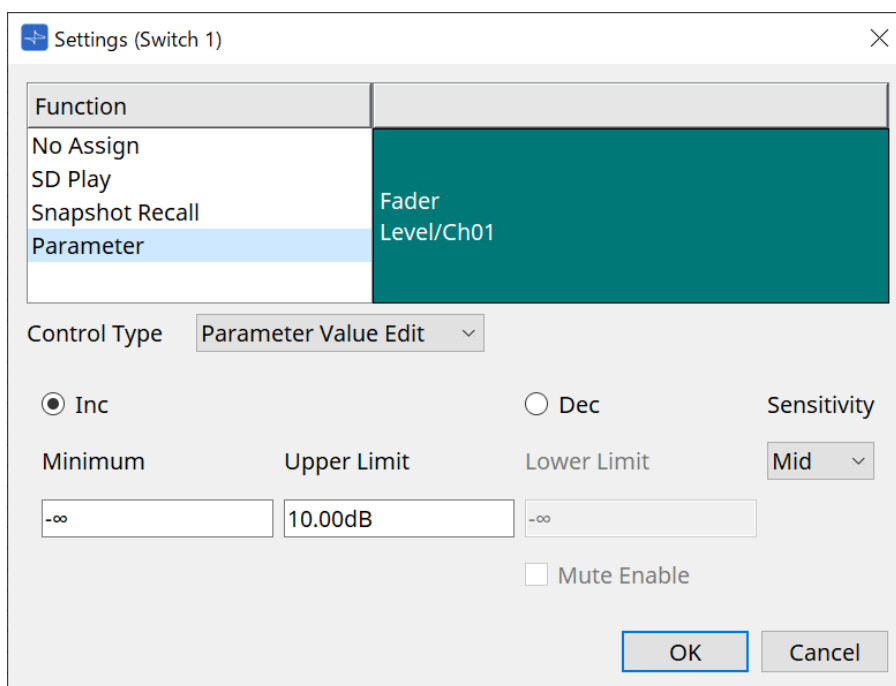 Settings (Switch 1)
Function
No Assign
SD Play
Snapshot Recall
Parameter
Fader
Level/Ch01
Control Type Parameter Value Edit
Inc Dec Sensitivity
Minimum Upper Limit Lower Limit Mid
-∞ 10.00dB -∞
Mute Enable
OK Cancel